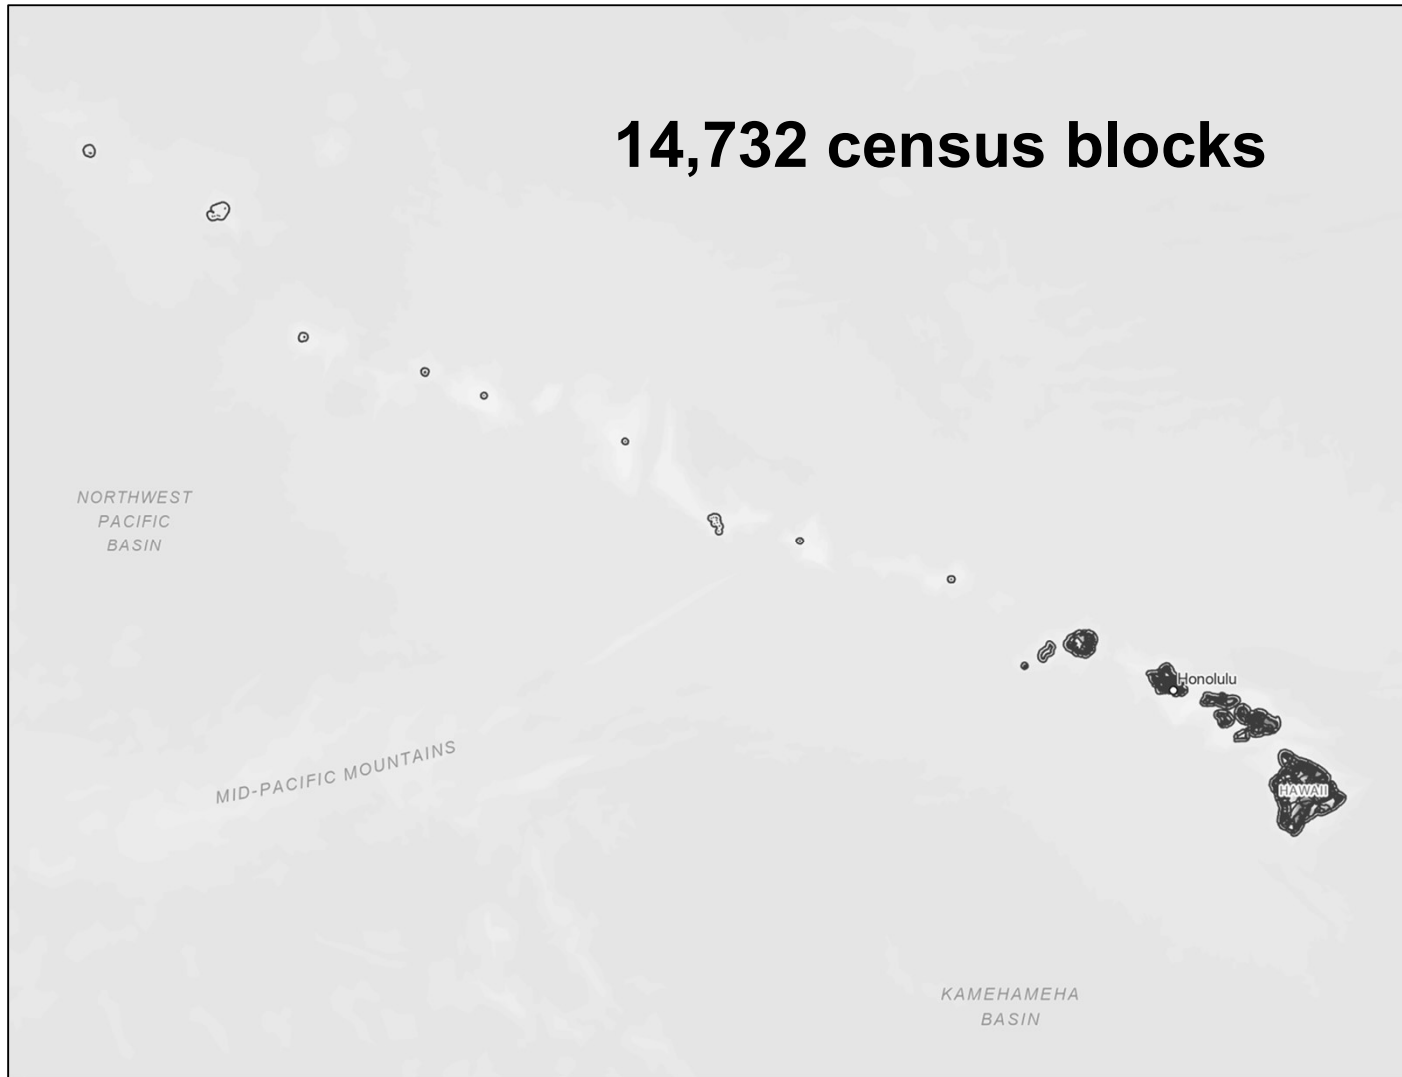 14,732 census blocks
NORTHWEST
PACIFIC
BASIN
Honolulu
MID-PACIFIC MOUNTAINS
HAWAII
KAMEHAMEHA
BASIN